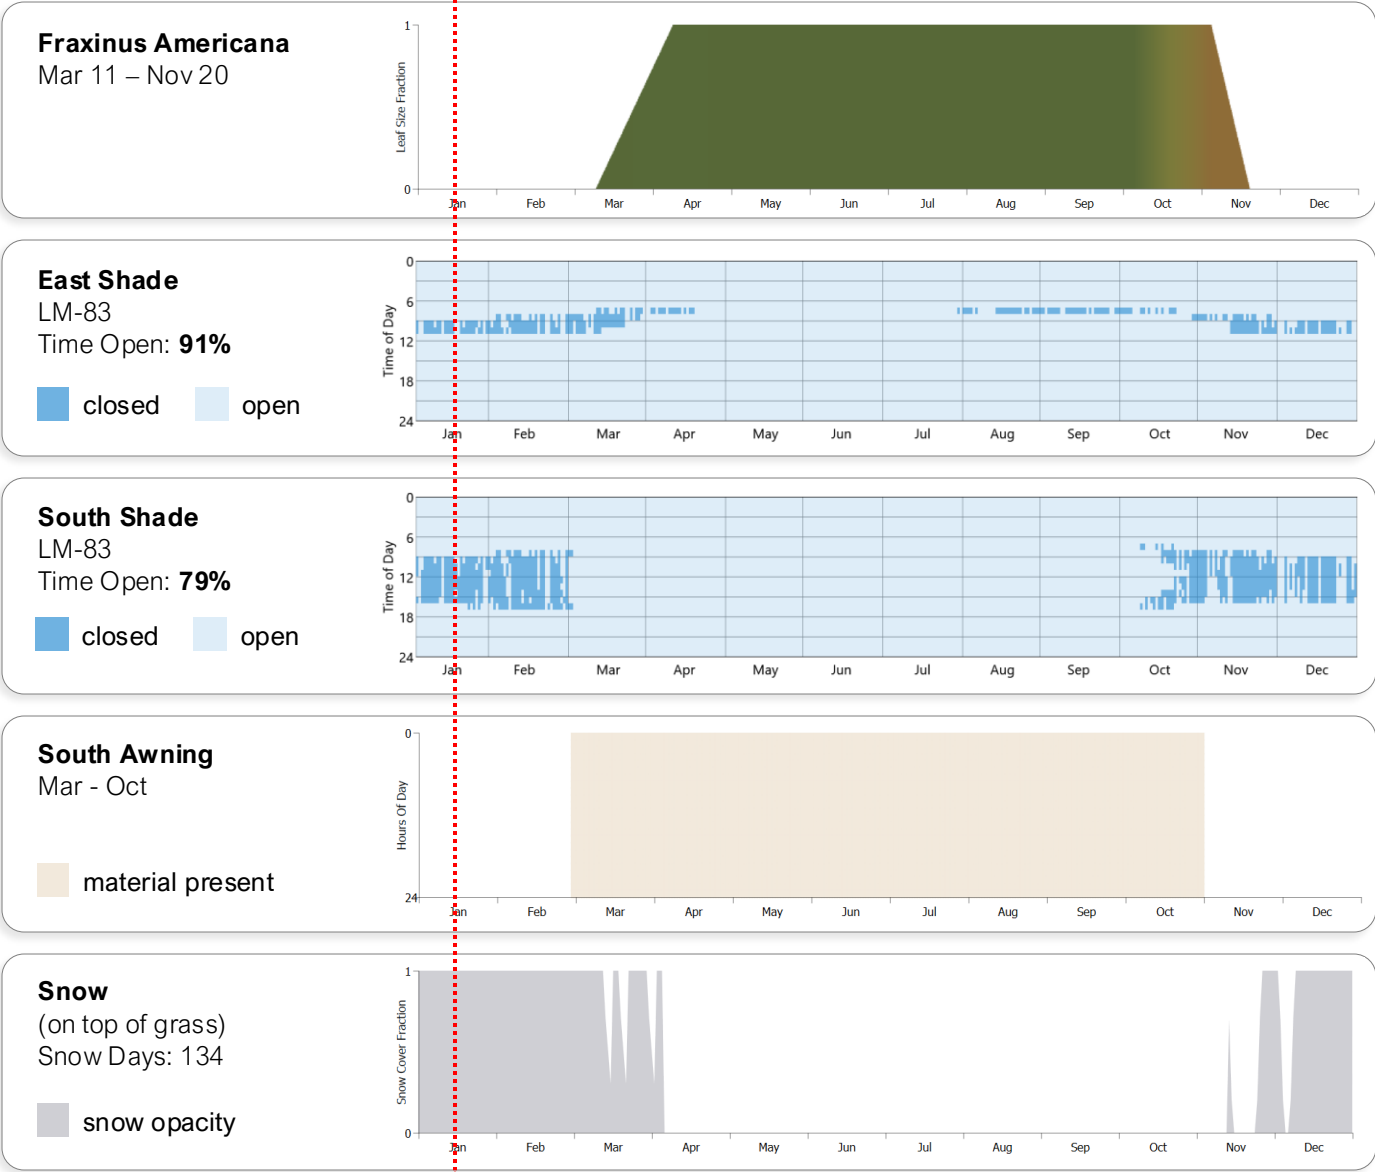 Fraxinus Americana
Mar 11 – Nov 20
Leaf Size Fraction
1
0
Jan Feb Mar Apr May Jun Jul Aug Sep Oct Nov Dec
East Shade
LM-83
Time Open: 91%
closed open
Time of Day
0
6
12
18
24
Jan Feb Mar Apr May Jun Jul Aug Sep Oct Nov Dec
South Shade
LM-83
Time Open: 79%
closed open
Time of Day
0
6
12
18
24
Jan Feb Mar Apr May Jun Jul Aug Sep Oct Nov Dec
South Awning
Mar - Oct
material present
Hours Of Day
0
24
Jan Feb Mar Apr May Jun Jul Aug Sep Oct Nov Dec
Snow
(on top of grass)
Snow Days: 134
snow opacity
Snow Cover Fraction
1
0
Jan Feb Mar Apr May Jun Jul Aug Sep Oct Nov Dec